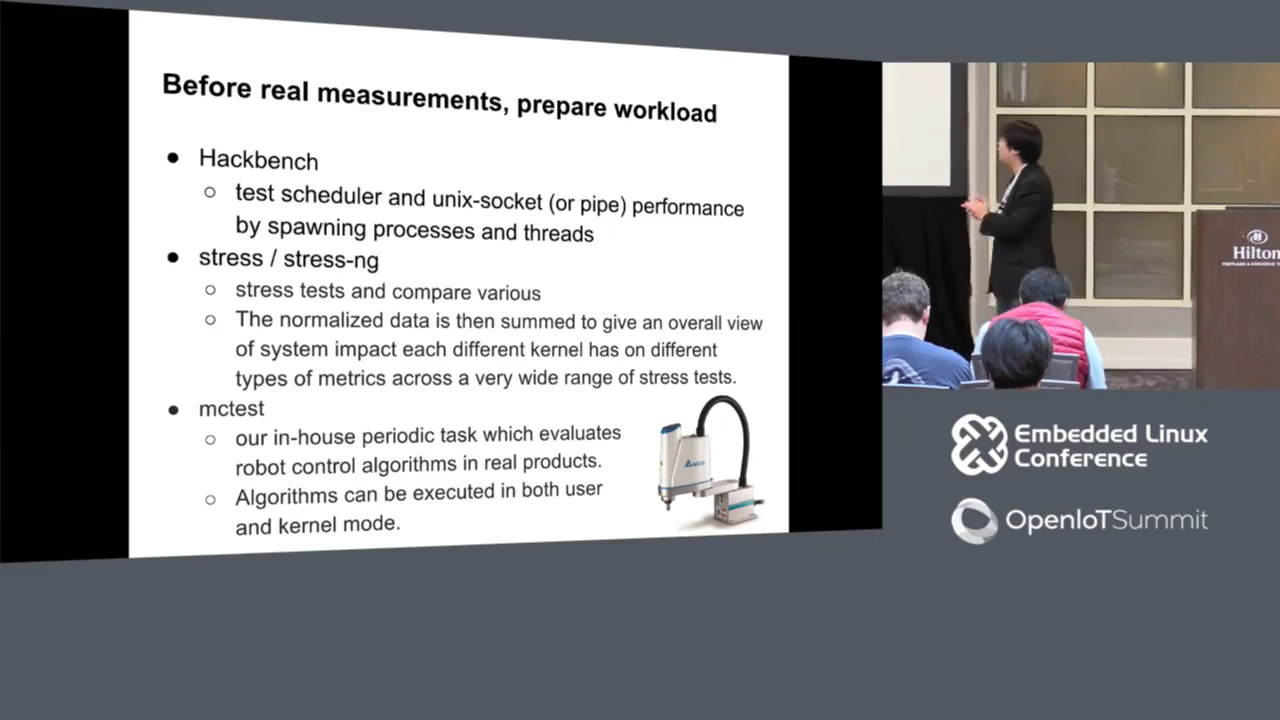 Before real measurements, prepare workload
● Hackbench
○ test scheduler and unix-socket (or pipe) performance
by spawning processes and threads
● stress / stress-ng
○ stress tests and compare various
○ The normalized data is then summed to give an overall view
of system impact each different kernel has on different
types of metrics across a very wide range of stress tests.
● mctest
○ our in-house periodic task which evaluates
robot control algorithms in real products.
○ Algorithms can be executed in both user
and kernel mode.
Hilton
Embedded Linux
Conference
OpenIoTSummit